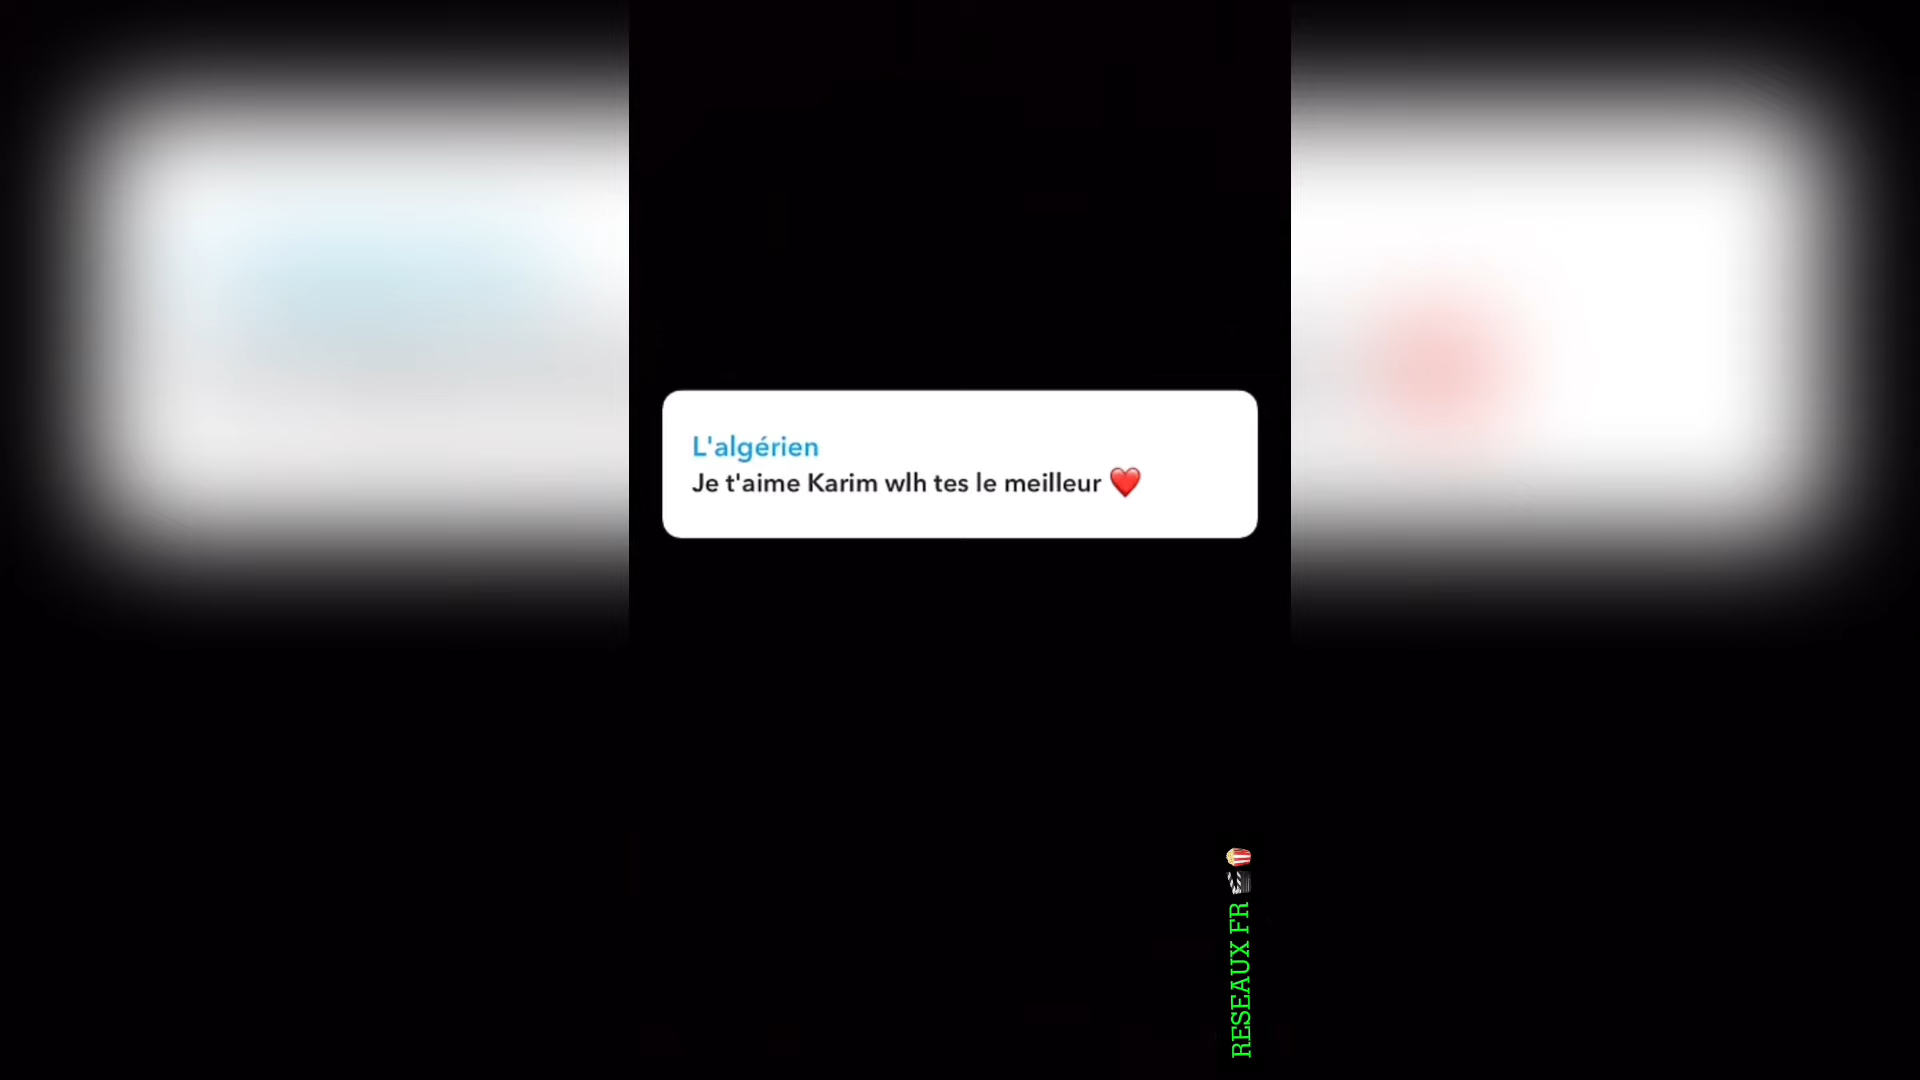 L'algérien
Je t'aime Karim wlh tes le meilleur ❤️
RESEAUX FR 🎬🍿